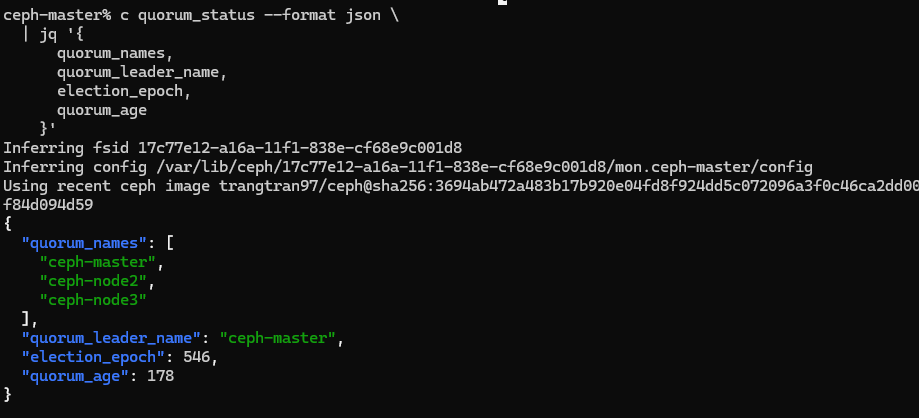 ceph-master% c quorum_status --format json \
  | jq '{
      quorum_names,
      quorum_leader_name,
      election_epoch,
      quorum_age
    }'
Inferring fsid 17c77e12-a16a-11f1-838e-cf68e9c001d8
Inferring config /var/lib/ceph/17c77e12-a16a-11f1-838e-cf68e9c001d8/mon.ceph-master/config
Using recent ceph image trangtran97/ceph@sha256:3694ab472a483b17b920e04fd8f924dd5c072096a3f0c46ca2dd00
f84d094d59
{
  "quorum_names": [
    "ceph-master",
    "ceph-node2",
    "ceph-node3"
  ],
  "quorum_leader_name": "ceph-master",
  "election_epoch": 546,
  "quorum_age": 178
}